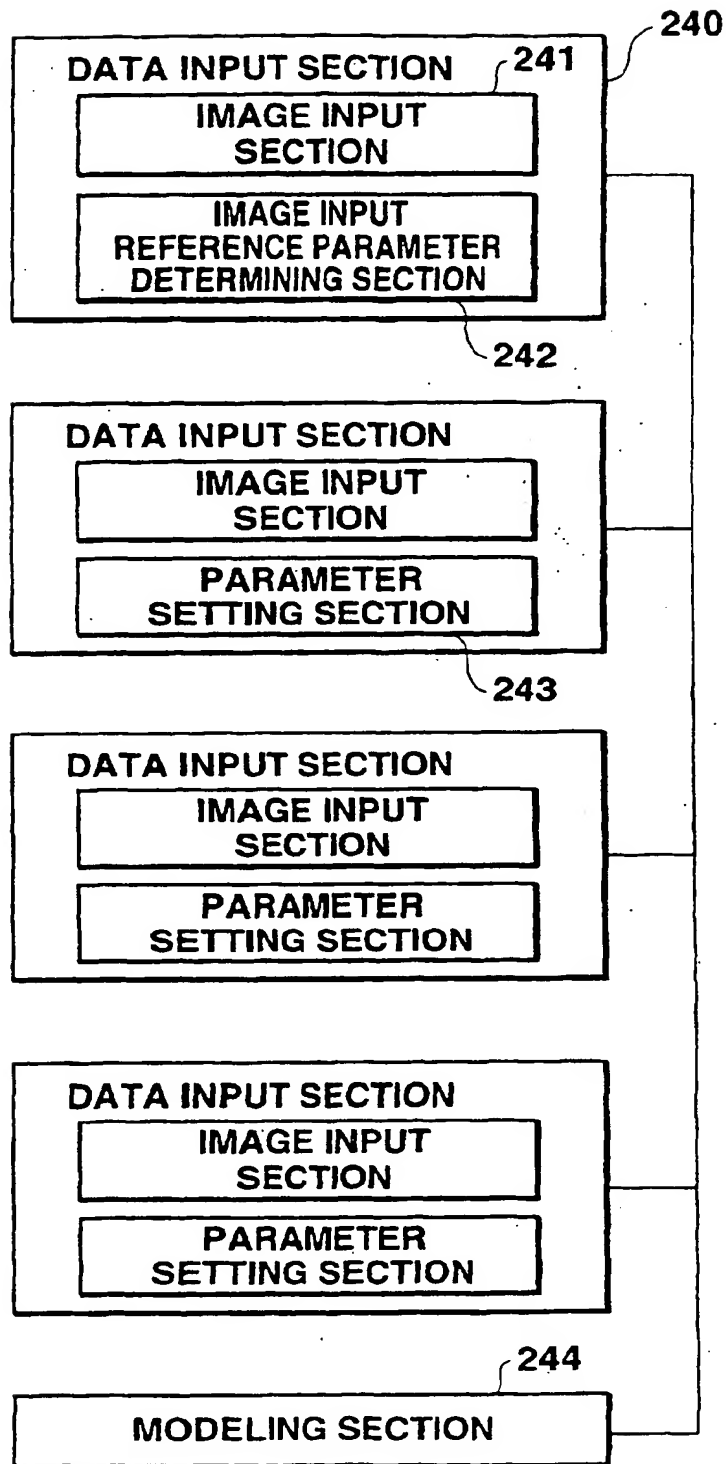 240
DATA INPUT SECTION
241
IMAGE INPUT
SECTION
IMAGE INPUT
REFERENCE PARAMETER
DETERMINING SECTION
242
DATA INPUT SECTION
IMAGE INPUT
SECTION
PARAMETER
SETTING SECTION
243
DATA INPUT SECTION
IMAGE INPUT
SECTION
PARAMETER
SETTING SECTION
DATA INPUT SECTION
IMAGE INPUT
SECTION
PARAMETER
SETTING SECTION
244
MODELING SECTION